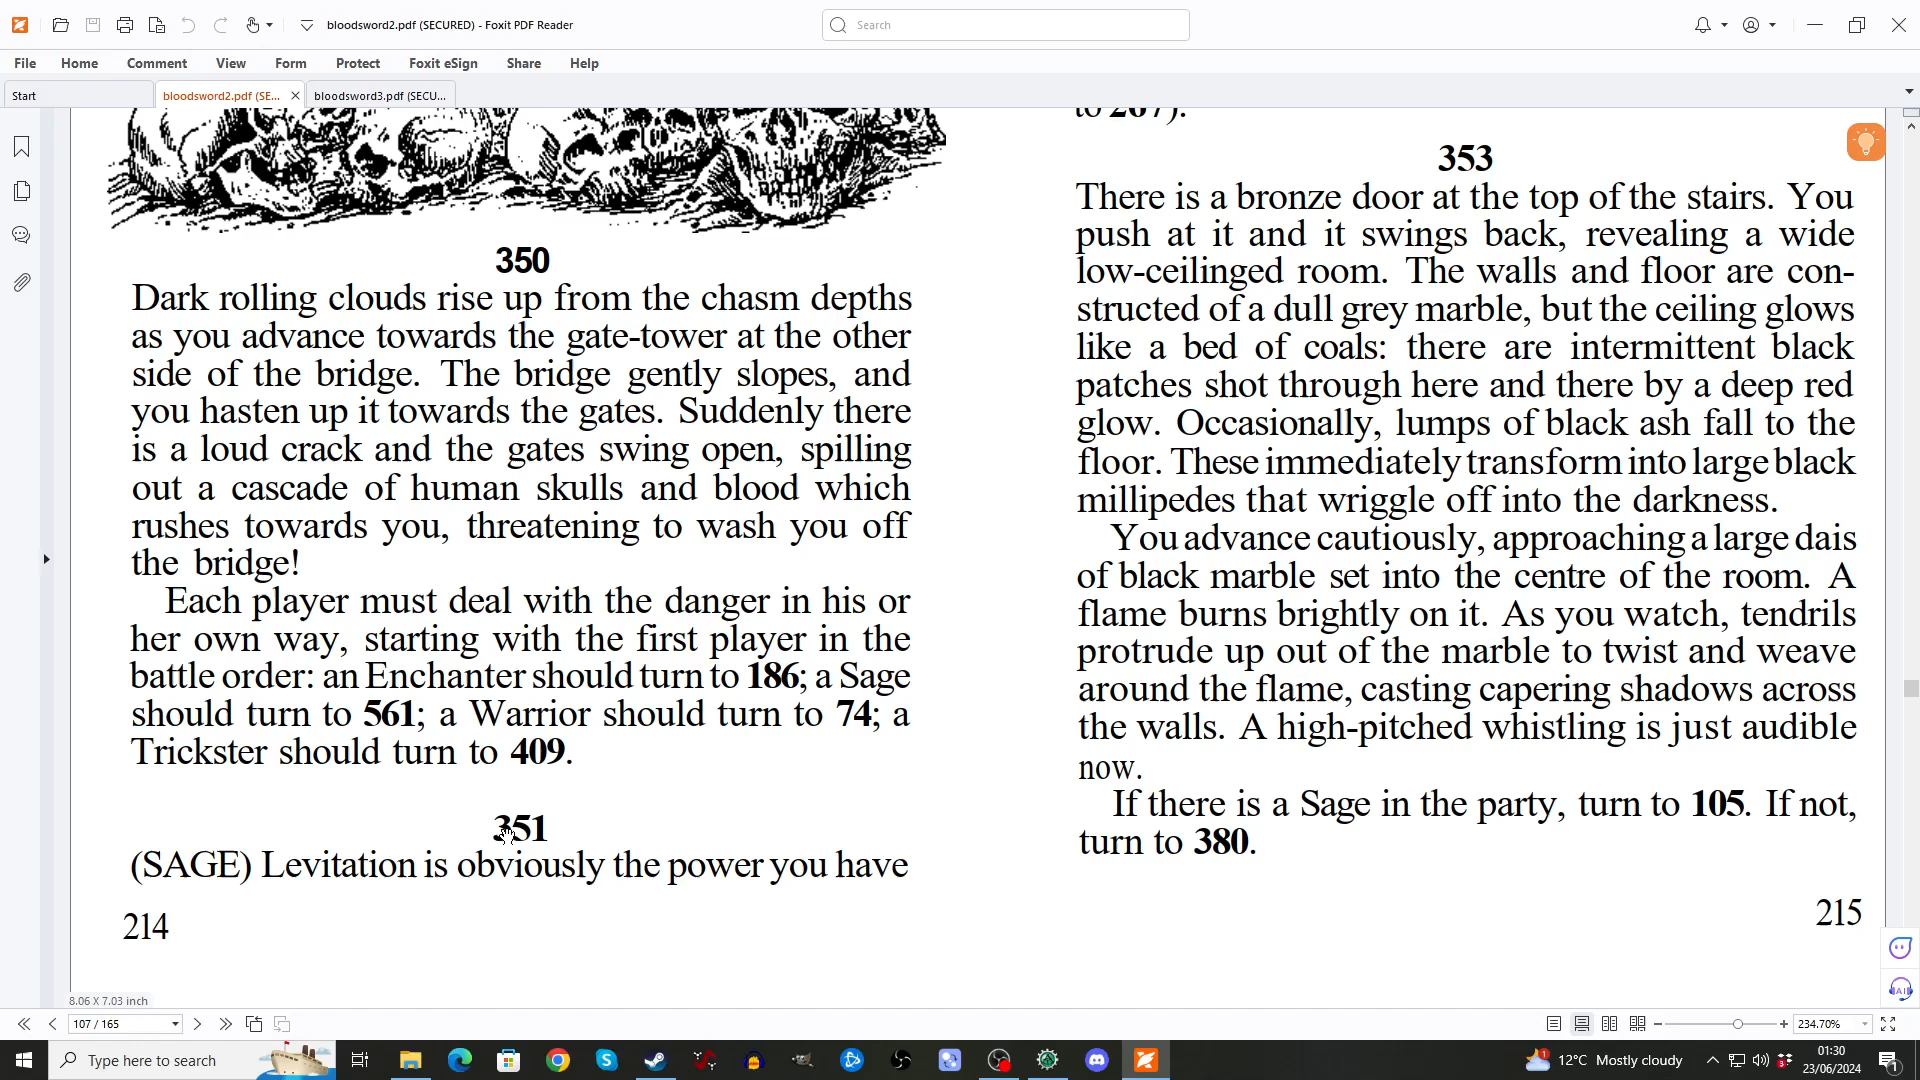 bloodsword2.pdf (SECURED) - Foxit PDF Reader
Search
File Home Comment View Form Protect Foxit eSign Share Help
Start
bloodsword2.pdf (SE...
bloodsword3.pdf (SECU...
350
Dark rolling clouds rise up from the chasm depths
as you advance towards the gate-tower at the other
side of the bridge. The bridge gently slopes, and
you hasten up it towards the gates. Suddenly there
is a loud crack and the gates swing open, spilling
out a cascade of human skulls and blood which
rushes towards you, threatening to wash you off
the bridge!
Each player must deal with the danger in his or
her own way, starting with the first player in the
battle order: an Enchanter should turn to 186; a Sage
should turn to 561; a Warrior should turn to 74; a
Trickster should turn to 409.
351
(SAGE) Levitation is obviously the power you have
214
to 267).
353
There is a bronze door at the top of the stairs. You
push at it and it swings back, revealing a wide
low-ceilinged room. The walls and floor are con-
structed of a dull grey marble, but the ceiling glows
like a bed of coals: there are intermittent black
patches shot through here and there by a deep red
glow. Occasionally, lumps of black ash fall to the
floor. These immediately transform into large black
millipedes that wriggle off into the darkness.
You advance cautiously, approaching a large dais
of black marble set into the centre of the room. A
flame burns brightly on it. As you watch, tendrils
protrude up out of the marble to twist and weave
around the flame, casting capering shadows across
the walls. A high-pitched whistling is just audible
now.
If there is a Sage in the party, turn to 105. If not,
turn to 380.
215
8.06 X 7.03 inch
107 / 165
234.70%
Type here to search
12°C Mostly cloudy
01:30
23/06/2024